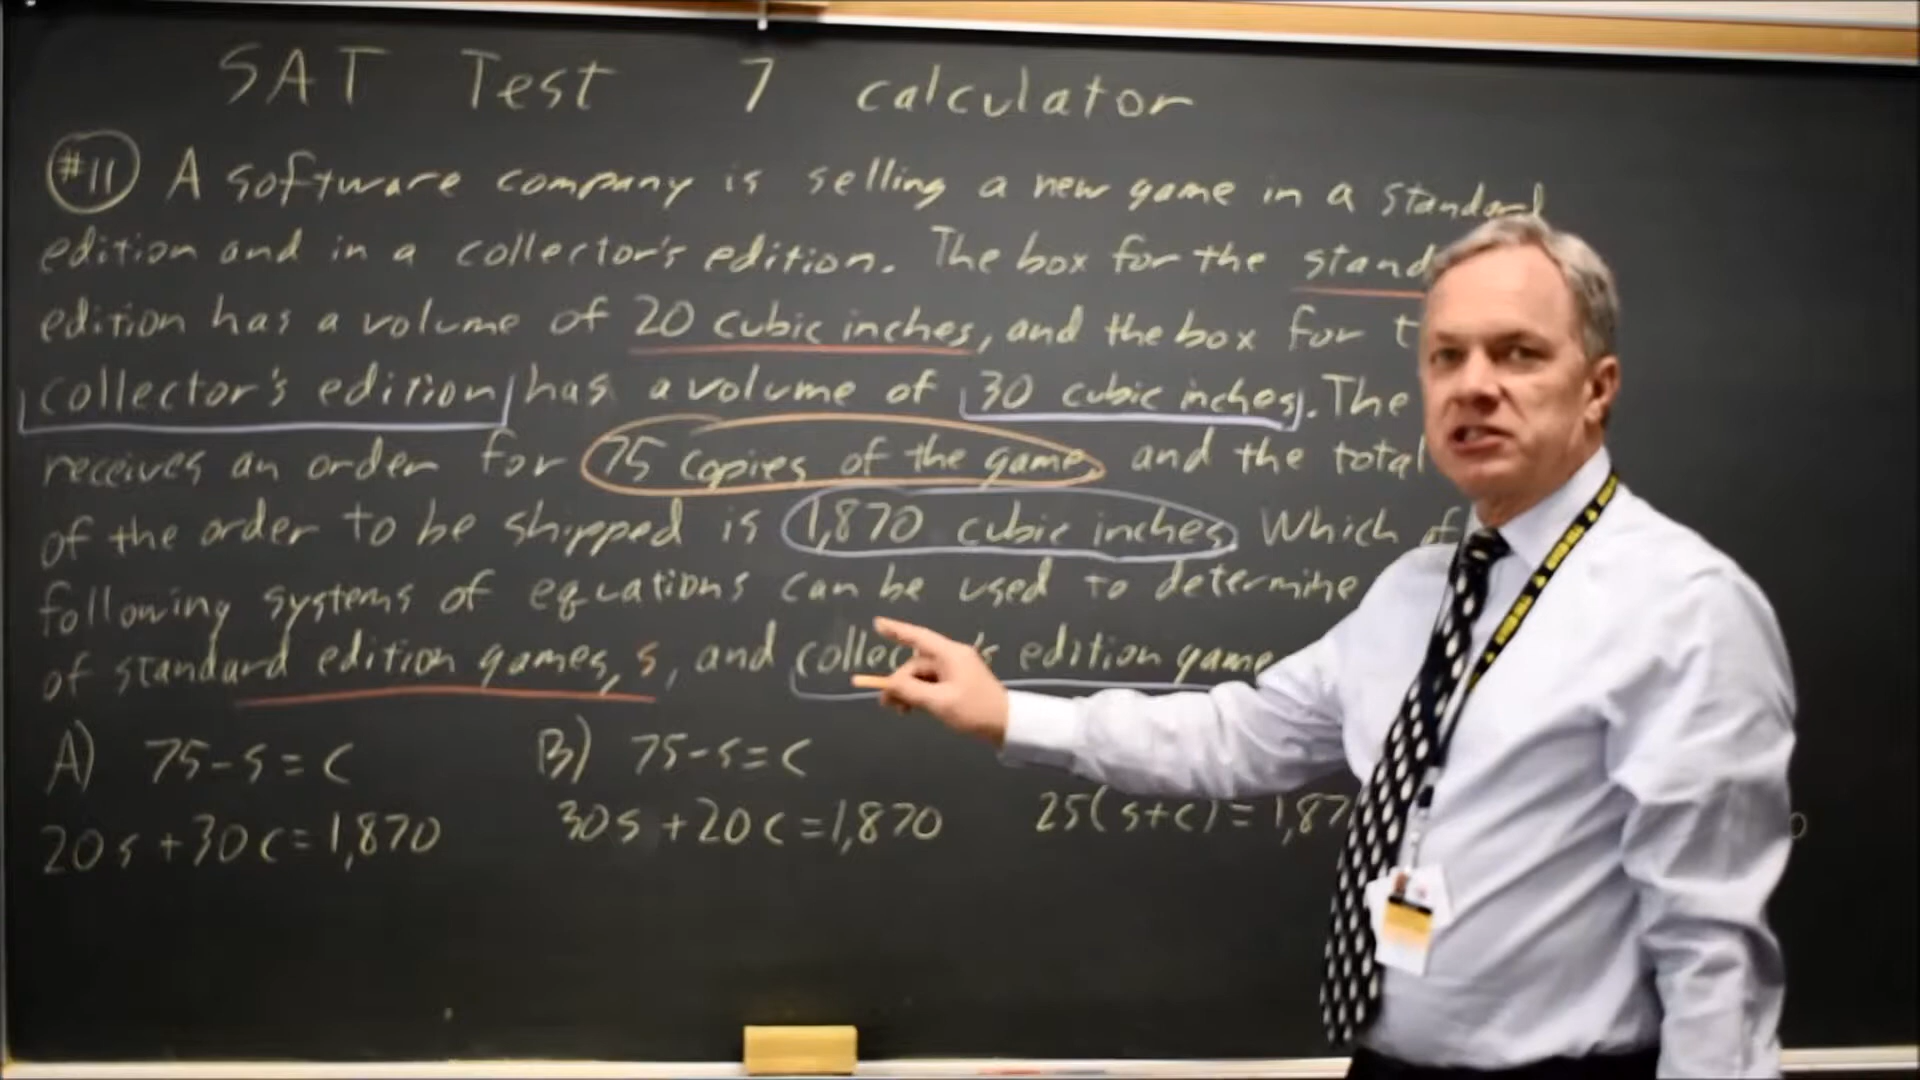 SAT Test 7 calculator
#11 A software company is selling a new game in a standard
edition and in a collector's edition. The box for the stand
edition has a volume of 20 cubic inches, and the box for t
collector's edition has a volume of 30 cubic inches. The
receives an order for 75 copies of the game, and the total
of the order to be shipped is 1,870 cubic inches. Which of
following systems of equations can be used to determine
of standard edition games, s, and collector's edition game
A) 75-s=c B) 75-s=c
20s+30c=1,870 30s+20c=1,870 25(s+c)=1,87 0